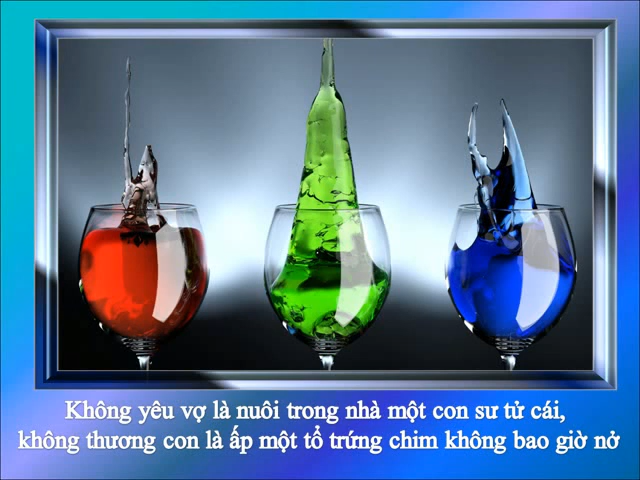 Không yêu vợ là nuôi trong nhà một con sư tử cái,
không thương con là ấp một tổ trứng chim không bao giờ nở